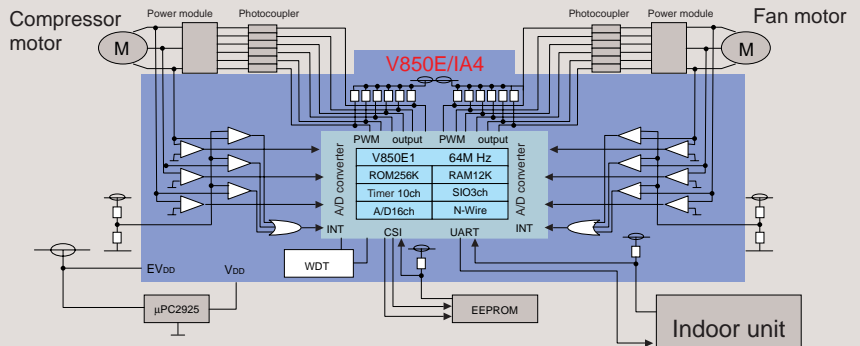 Compressor motor
Power module
Photocoupler
Photocoupler
Power module
Fan motor
M
M
V850E/IA4
PWM output
PWM output
A/D converter
V850E1
64M Hz
ROM256K
RAM12K
Timer 10ch
SIO3ch
A/D16ch
N-Wire
A/D converter
INT
CSI
UART
INT
WDT
EVDD
VDD
µPC2925
EEPROM
Indoor unit